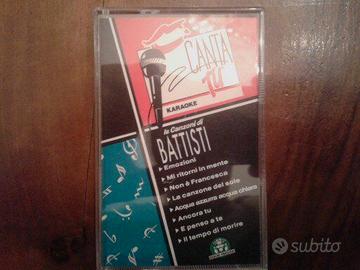 CANTA
TU
KARAOKE
le Canzoni di
BATTISTI
Emozioni
Mi ritorni in mente
Non è Francesca
La canzone del sole
Acqua azzurra acqua chiara
Ancora tu
E penso a te
Il tempo di morire
subito